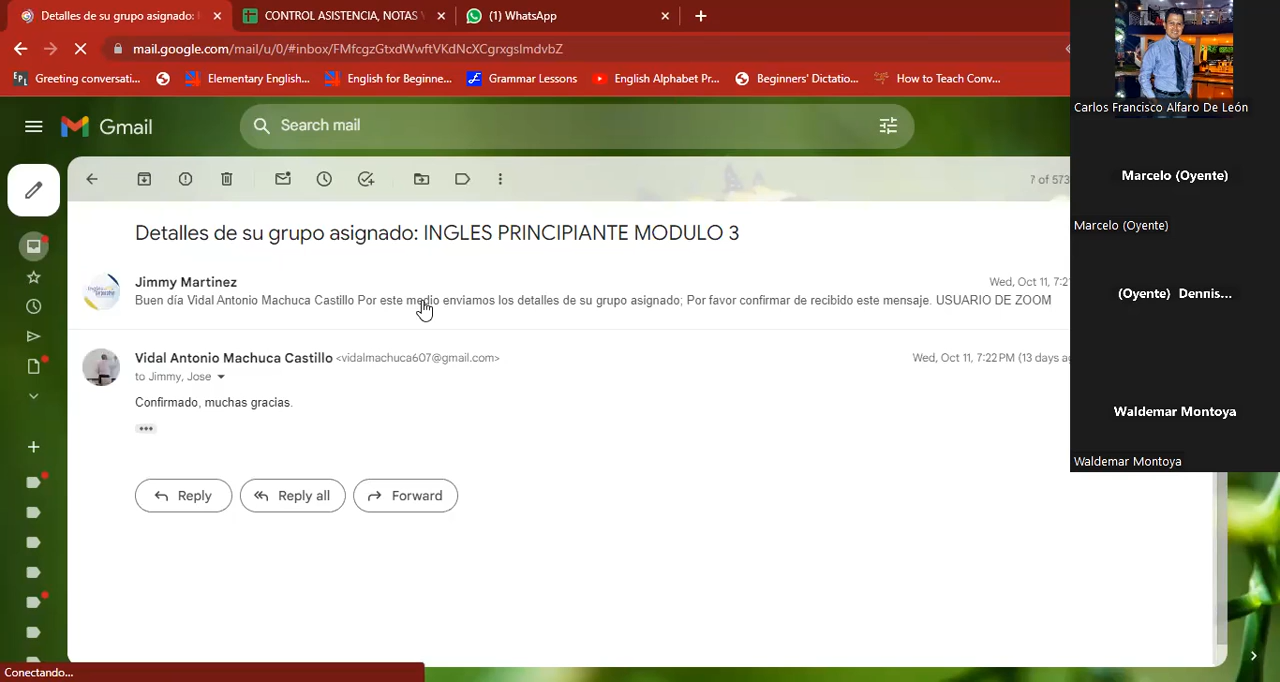 Detalles de su grupo asignado: I
CONTROL ASISTENCIA, NOTAS Y
(1) WhatsApp
mail.google.com/mail/u/0/#inbox/FMfcgzGtxdWwftVKdNcXCgrxgslmdvbZ
Greeting conversati...
Elementary English...
English for Beginne...
Grammar Lessons
English Alphabet Pr...
Beginners' Dictatio...
How to Teach Conv...
Gmail
Search mail
7 of 573
Detalles de su grupo asignado: INGLES PRINCIPIANTE MODULO 3
Jimmy Martinez
Wed, Oct 11, 7:21
Buen día Vidal Antonio Machuca Castillo Por este medio enviamos los detalles de su grupo asignado; Por favor confirmar de recibido este mensaje. USUARIO DE ZOOM
Vidal Antonio Machuca Castillo <vidalmachuca607@gmail.com>
Wed, Oct 11, 7:22 PM (13 days ag
to Jimmy, Jose
Confirmado, muchas gracias.
Reply
Reply all
Forward
Conectando...
Carlos Francisco Alfaro De León
Marcelo (Oyente)
Marcelo (Oyente)
(Oyente) Dennis...
Waldemar Montoya
Waldemar Montoya